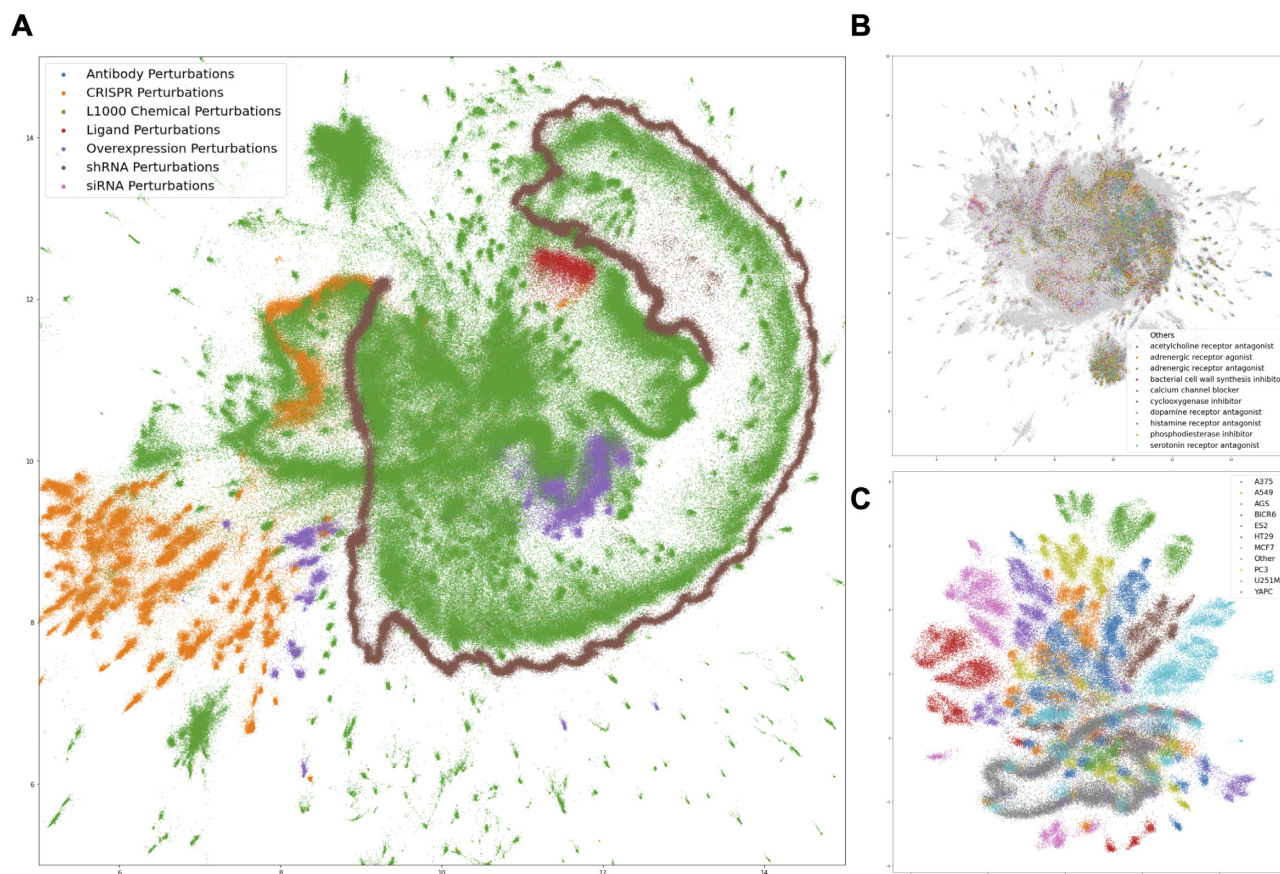 A
Antibody Perturbations
CRISPR Perturbations
L1000 Chemical Perturbations
Ligand Perturbations
Overexpression Perturbations
shRNA Perturbations
siRNA Perturbations
14
12
10
8
6
6
8
10
12
14
B
Others
acetylcholine receptor antagonist
adrenergic receptor agonist
adrenergic receptor antagonist
bacterial cell wall synthesis inhibito
calcium channel blocker
cyclooxygenase inhibitor
dopamine receptor antagonist
histamine receptor antagonist
phosphodiesterase inhibitor
serotonin receptor antagonist
C
A375
A549
AGS
BICR6
ES2
HT29
MCF7
Other
PC3
U251M
YAPC